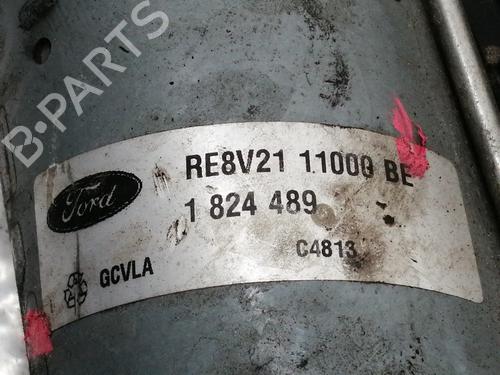 B-PARTS
Ford
RE8V21 11000 BE
1 824 489
C4813
GCVLA